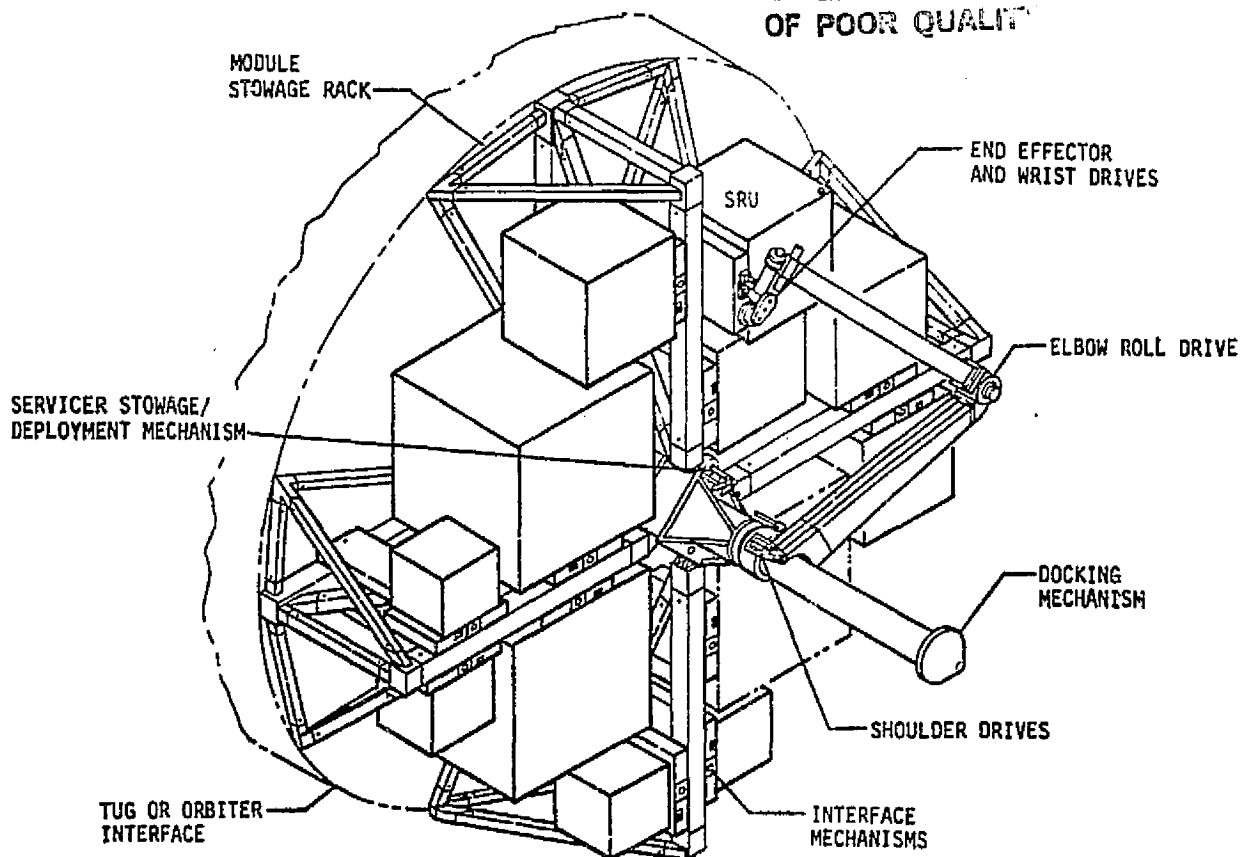 OF POOR QUALITY
MODULE
STOWAGE RACK
END EFFECTOR
AND WRIST DRIVES
SRU
ELBOW ROLL DRIVE
SERVICER STOWAGE/
DEPLOYMENT MECHANISM
DOCKING
MECHANISM
SHOULDER DRIVES
TUG OR ORBITER
INTERFACE
INTERFACE
MECHANISMS